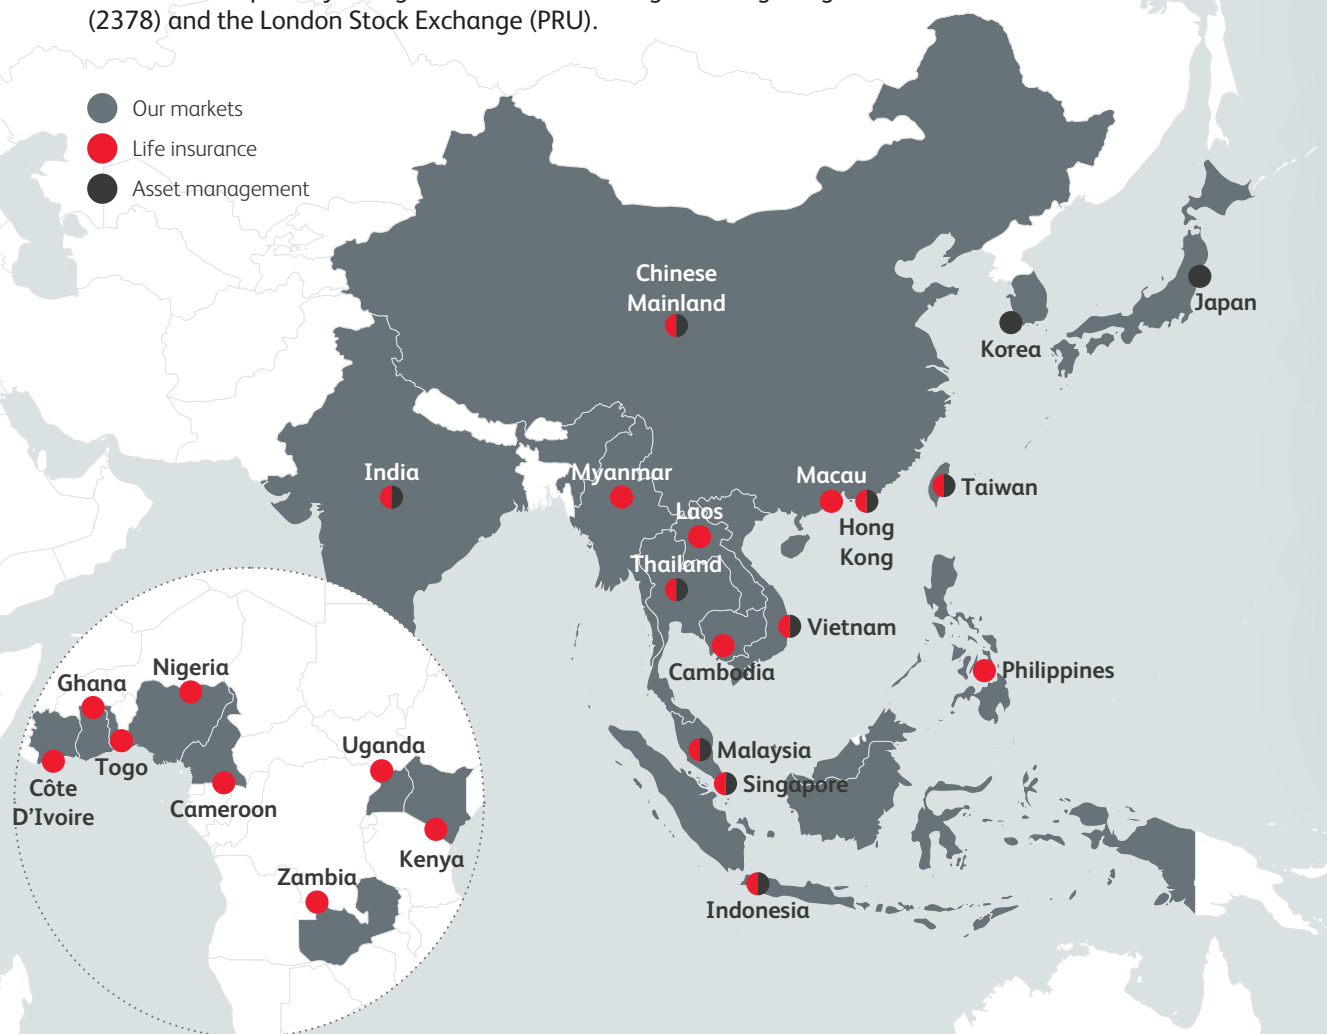 (2378) and the London Stock Exchange (PRU).
Our markets
Life insurance
Asset management
Chinese
Mainland
Japan
Korea
India
Myanmar
Macau
Taiwan
Laos
Hong
Kong
Thailand
Vietnam
Cambodia
Philippines
Nigeria
Ghana
Uganda
Malaysia
Togo
Singapore
Côte
D'Ivoire
Cameroon
Kenya
Zambia
Indonesia